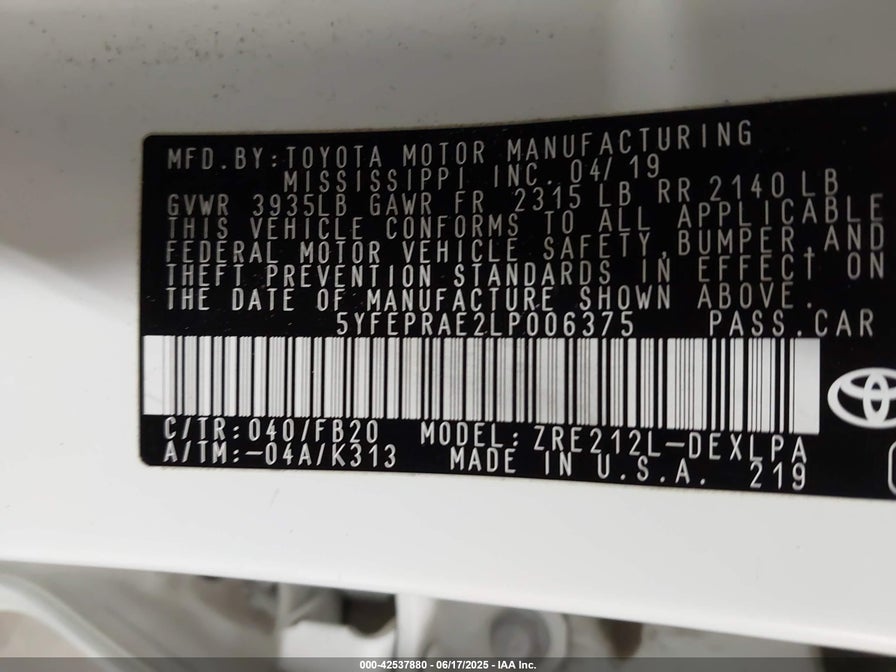 MFD.BY:TOYOTA MOTOR MANUFACTURING
MISSISSIPPI INC. 04/19
GVWR 3935LB GAWR FR 2315 LB RR 2140 LB
THIS VEHICLE CONFORMS TO ALL APPLICABLE
FEDERAL MOTOR VEHICLE SAFETY,BUMPER,AND
THEFT PREVENTION STANDARDS IN EFFECT ON
THE DATE OF MANUFACTURE SHOWN ABOVE.
5YFEPRAE2LP006375 PASS.CAR
C/TR:040/FB20 MODEL:ZRE212L-DEXLPA
A/TM:-04A/K313 MADE IN U.S.A. 219
000-42537880 - 06/17/2025 - IAA Inc.